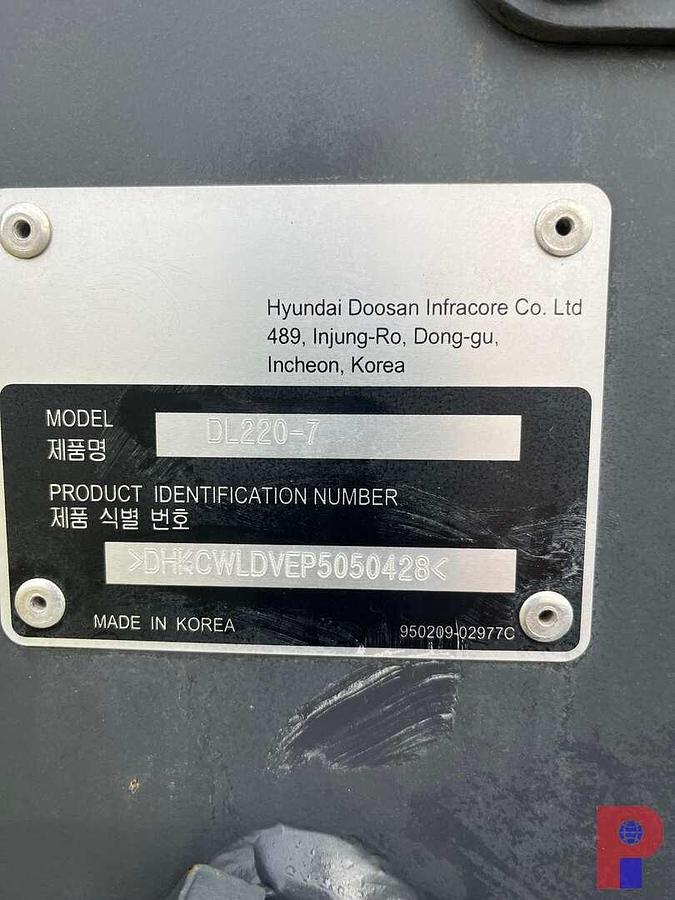 Hyundai Doosan Infracore Co. Ltd
489, Injung-Ro, Dong-gu,
Incheon, Korea
MODEL
제품명
DL220-7
PRODUCT IDENTIFICATION NUMBER
제품 식별 번호
>DHKCWLDVEP5050428<
MADE IN KOREA
950209-02977C